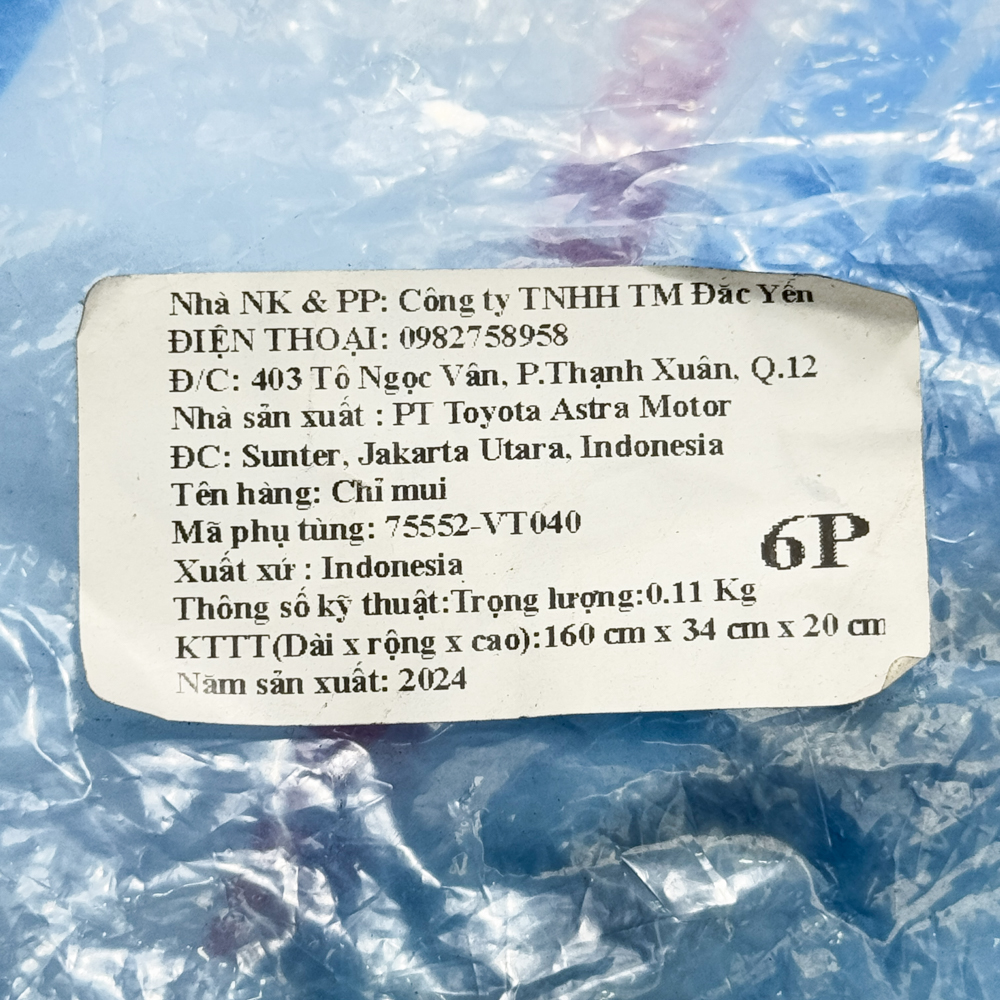 Nhà NK & PP: Công ty TNHH TM Đắc Yến
ĐIỆN THOẠI: 0982758958
Đ/C: 403 Tô Ngọc Vân, P.Thạnh Xuân, Q.12
Nhà sản xuất : PT Toyota Astra Motor
ĐC: Sunter, Jakarta Utara, Indonesia
Tên hàng: Chỉ mui
Mã phụ tùng: 75552-VT040
6P
Xuất xứ : Indonesia
Thông số kỹ thuật:Trọng lượng:0.11 Kg
KTTT(Dài x rộng x cao):160 cm x 34 cm x 20 cm
Năm sản xuất: 2024